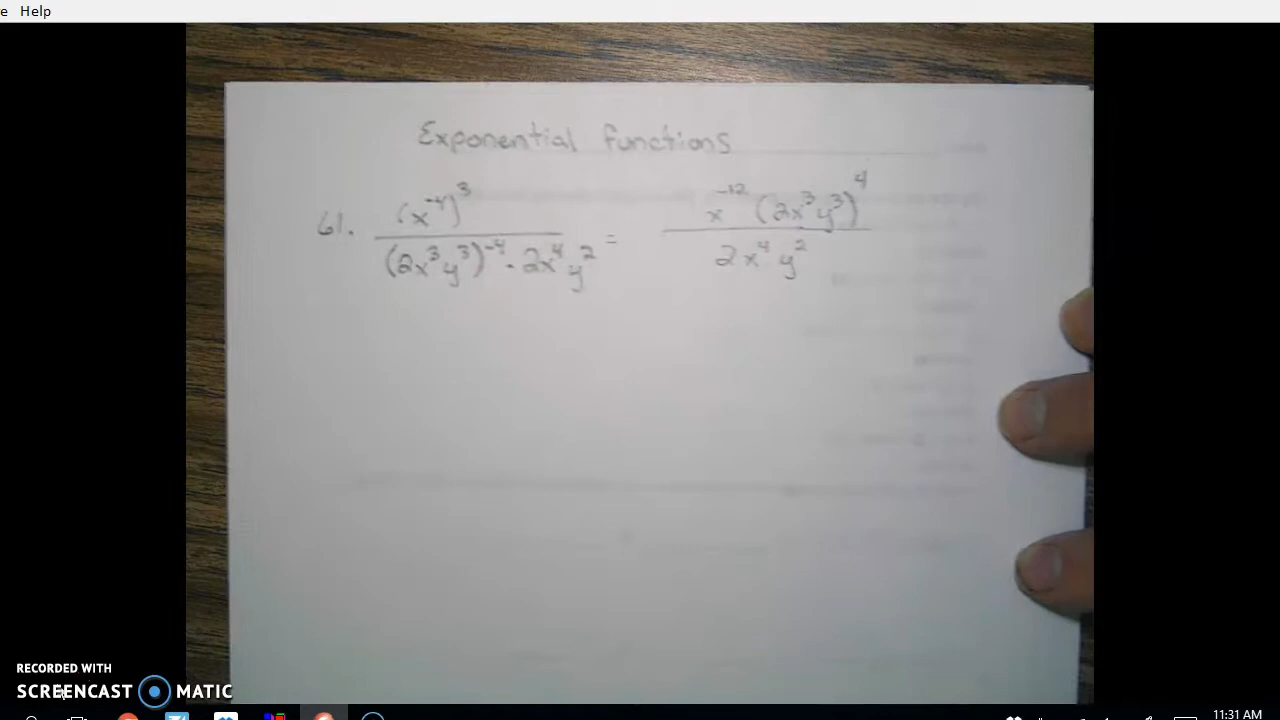 e Help
Exponential functions
61. (x^-4)^3 / (2x^3y^3)^-4 · 2x^4y^2 = x^-12 (2x^3y^3)^4 / 2x^4y^2
RECORDED WITH
SCREENCAST MATIC
11:31 AM